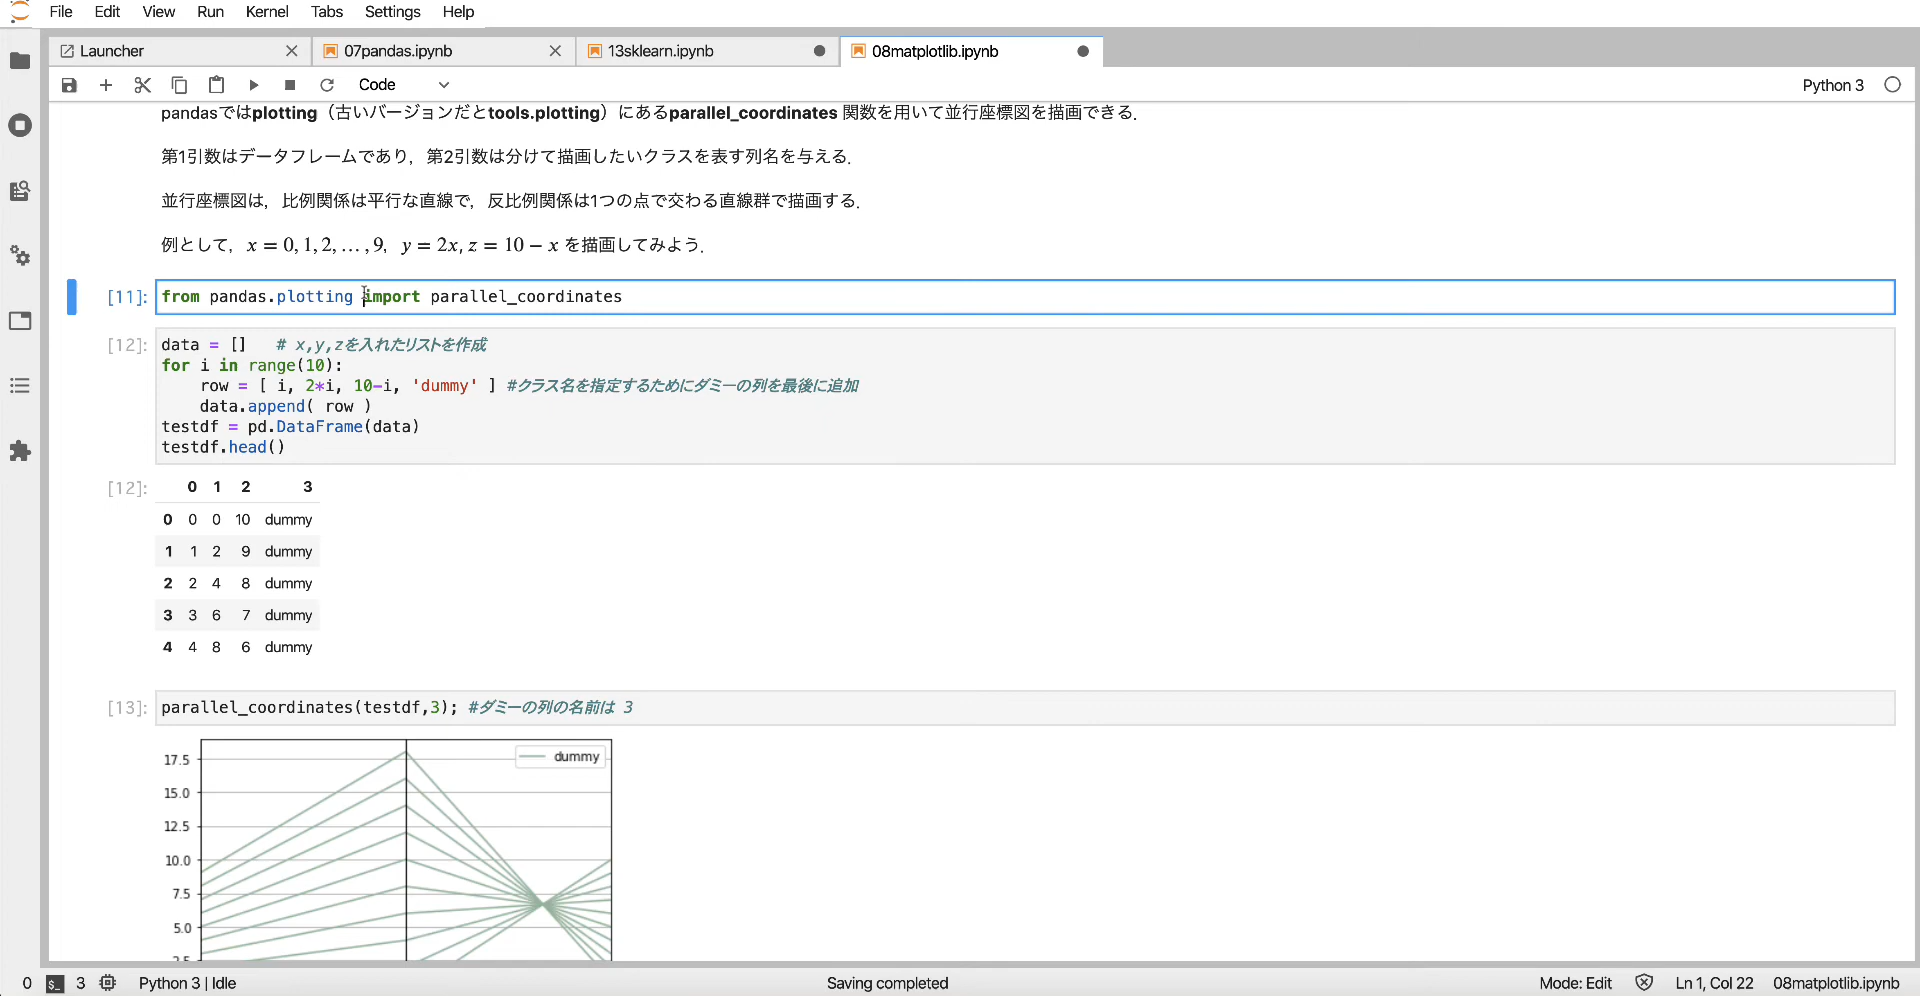 File Edit View Run Kernel Tabs Settings Help
Launcher 07pandas.ipynb 13sklearn.ipynb 08matplotlib.ipynb
Code Python 3
pandasではplotting（古いバージョンだとtools.plotting）にあるparallel_coordinates 関数を用いて並行座標図を描画できる．
第1引数はデータフレームであり，第2引数は分けて描画したいクラスを表す列名を与える．
並行座標図は，比例関係は平行な直線で，反比例関係は1つの点で交わる直線群で描画する．
例として，x = 0, 1, 2, … , 9, y = 2x, z = 10 − x を描画してみよう．
[11]: from pandas.plotting import parallel_coordinates
[12]: data = [] # x,y,zを入れたリストを作成
for i in range(10):
row = [ i, 2*i, 10-i, 'dummy' ] #クラス名を指定するためにダミーの列を最後に追加
data.append( row )
testdf = pd.DataFrame(data)
testdf.head()
[12]: 0 1 2 3
0 0 0 10 dummy
1 1 2 9 dummy
2 2 4 8 dummy
3 3 6 7 dummy
4 4 8 6 dummy
[13]: parallel_coordinates(testdf,3); #ダミーの列の名前は 3
dummy
17.5
15.0
12.5
10.0
7.5
5.0
2.5
0 $_ 3 Python 3 | Idle Saving completed Mode: Edit Ln 1, Col 22 08matplotlib.ipynb